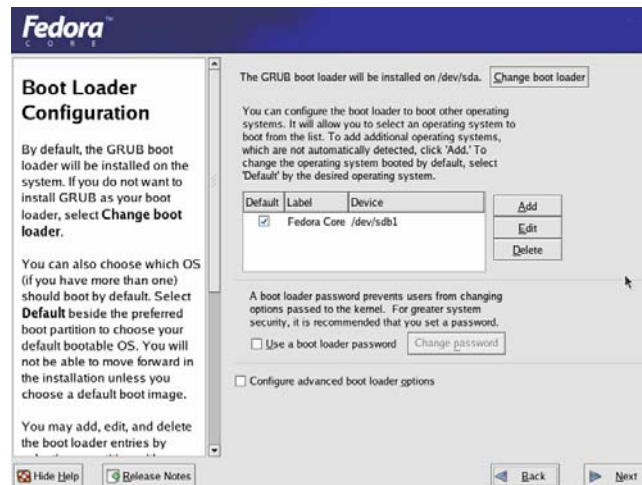 Fedora™
CORE
Boot Loader
Configuration
By default, the GRUB boot
loader will be installed on the
system. If you do not want to
install GRUB as your boot
loader, select Change boot
loader.
You can also choose which OS
(if you have more than one)
should boot by default. Select
Default beside the preferred
boot partition to choose your
default bootable OS. You will
not be able to move forward in
the installation unless you
choose a default boot image.
You may add, edit, and delete
the boot loader entries by
The GRUB boot loader will be installed on /dev/sda.
Change boot loader
You can configure the boot loader to boot other operating
systems. It will allow you to select an operating system to
boot from the list. To add additional operating systems,
which are not automatically detected, click 'Add.' To
change the operating system booted by default, select
'Default' by the desired operating system.
Default Label Device
Fedora Core /dev/sdb1
Add
Edit
Delete
A boot loader password prevents users from changing
options passed to the kernel. For greater system
security, it is recommended that you set a password.
Use a boot loader password
Change password
Configure advanced boot loader options
Hide Help
Release Notes
Back
Next